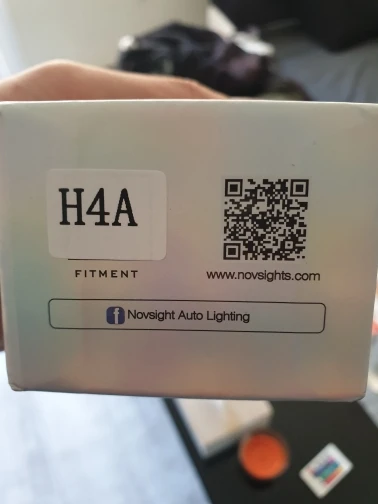 H4A
FITMENT
www.novsights.com
f Novsight Auto Lighting